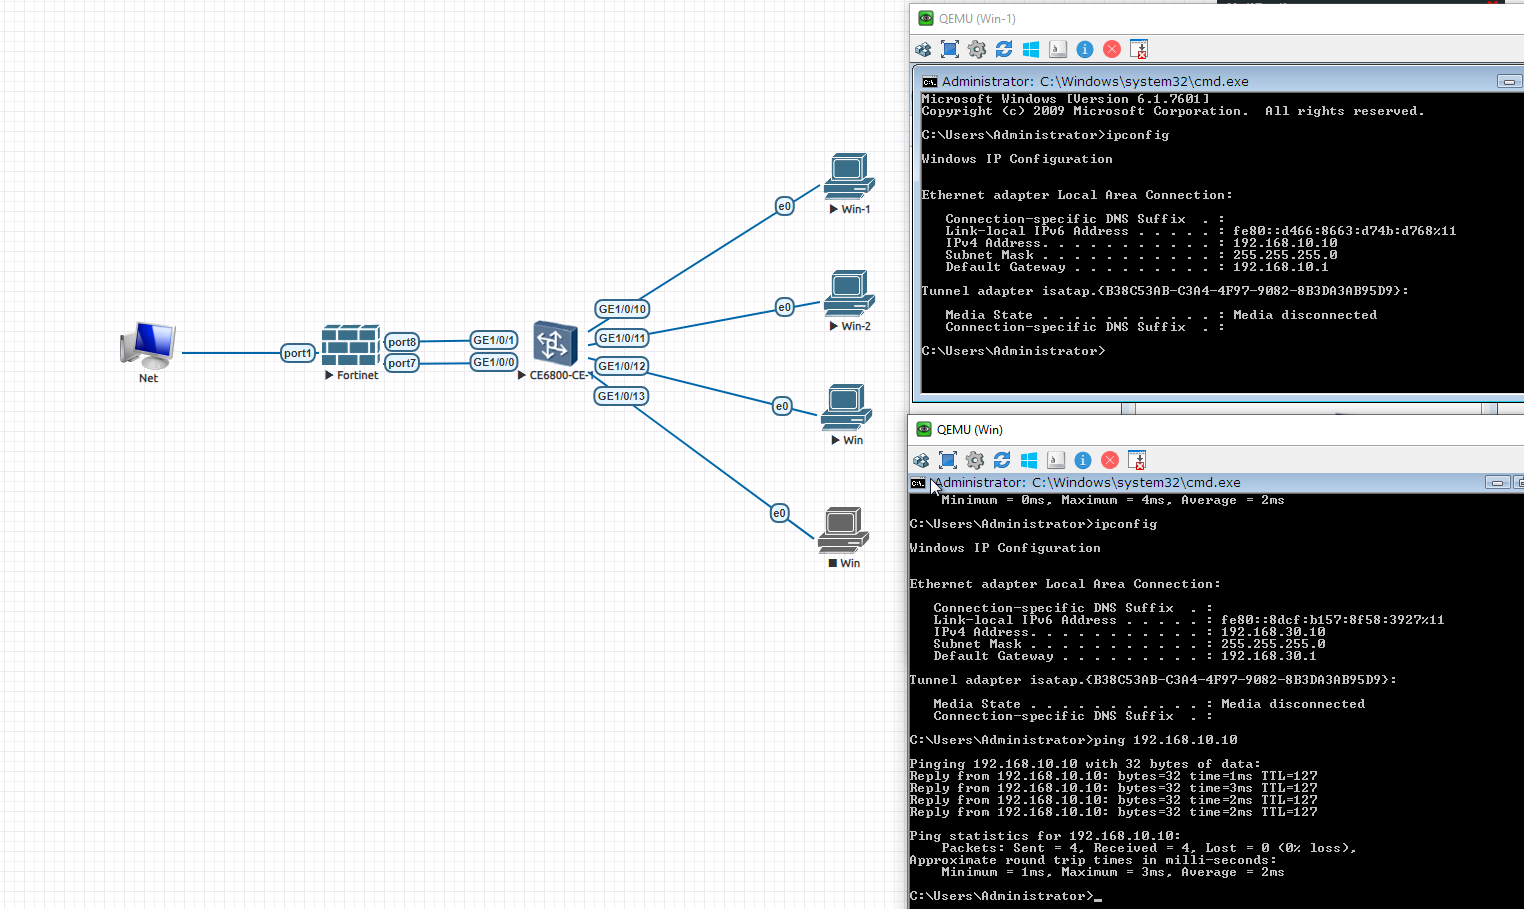 Net
port1
Fortinet
port8
port7
GE1/0/1
GE1/0/0
CE6800-CE-1
GE1/0/10
GE1/0/11
GE1/0/12
GE1/0/13
e0
Win-1
e0
Win-2
e0
Win
e0
Win
QEMU (Win-1)
Administrator: C:\Windows\system32\cmd.exe
Microsoft Windows [Version 6.1.7601]
Copyright (c) 2009 Microsoft Corporation.  All rights reserved.
C:\Users\Administrator>ipconfig
Windows IP Configuration
Ethernet adapter Local Area Connection:
Connection-specific DNS Suffix  . :
Link-local IPv6 Address . . . . . : fe80::d466:8663:d74b:d768%11
IPv4 Address. . . . . . . . . . . : 192.168.10.10
Subnet Mask . . . . . . . . . . . : 255.255.255.0
Default Gateway . . . . . . . . . : 192.168.10.1
Tunnel adapter isatap.{B38C53AB-C3A4-4F97-9082-8B3DA3AB95D9}:
Media State . . . . . . . . . . . : Media disconnected
Connection-specific DNS Suffix  . :
C:\Users\Administrator>
QEMU (Win)
Administrator: C:\Windows\system32\cmd.exe
Minimum = 0ms, Maximum = 4ms, Average = 2ms
C:\Users\Administrator>ipconfig
Windows IP Configuration
Ethernet adapter Local Area Connection:
Connection-specific DNS Suffix  . :
Link-local IPv6 Address . . . . . : fe80::8dcf:b157:8f58:3927%11
IPv4 Address. . . . . . . . . . . : 192.168.30.10
Subnet Mask . . . . . . . . . . . : 255.255.255.0
Default Gateway . . . . . . . . . : 192.168.30.1
Tunnel adapter isatap.{B38C53AB-C3A4-4F97-9082-8B3DA3AB95D9}:
Media State . . . . . . . . . . . : Media disconnected
Connection-specific DNS Suffix  . :
C:\Users\Administrator>ping 192.168.10.10
Pinging 192.168.10.10 with 32 bytes of data:
Reply from 192.168.10.10: bytes=32 time=1ms TTL=127
Reply from 192.168.10.10: bytes=32 time=3ms TTL=127
Reply from 192.168.10.10: bytes=32 time=2ms TTL=127
Reply from 192.168.10.10: bytes=32 time=2ms TTL=127
Ping statistics for 192.168.10.10:
Packets: Sent = 4, Received = 4, Lost = 0 (0% loss),
Approximate round trip times in milli-seconds:
Minimum = 1ms, Maximum = 3ms, Average = 2ms
C:\Users\Administrator>_